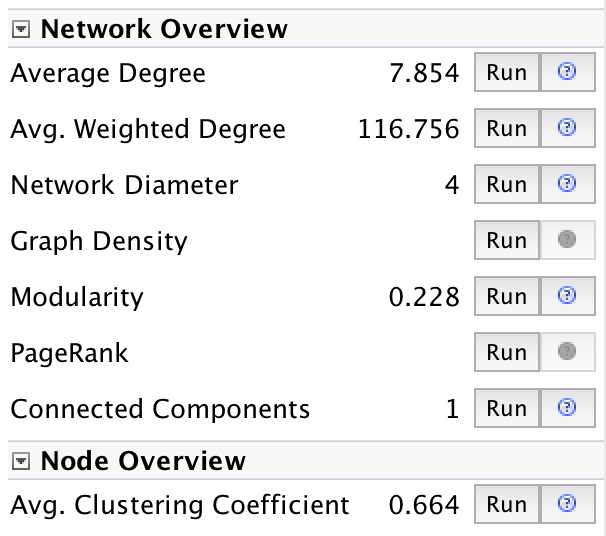 Network Overview
Average Degree 7.854 Run ?
Avg. Weighted Degree 116.756 Run ?
Network Diameter 4 Run ?
Graph Density Run ?
Modularity 0.228 Run ?
PageRank Run ?
Connected Components 1 Run ?
Node Overview
Avg. Clustering Coefficient 0.664 Run ?